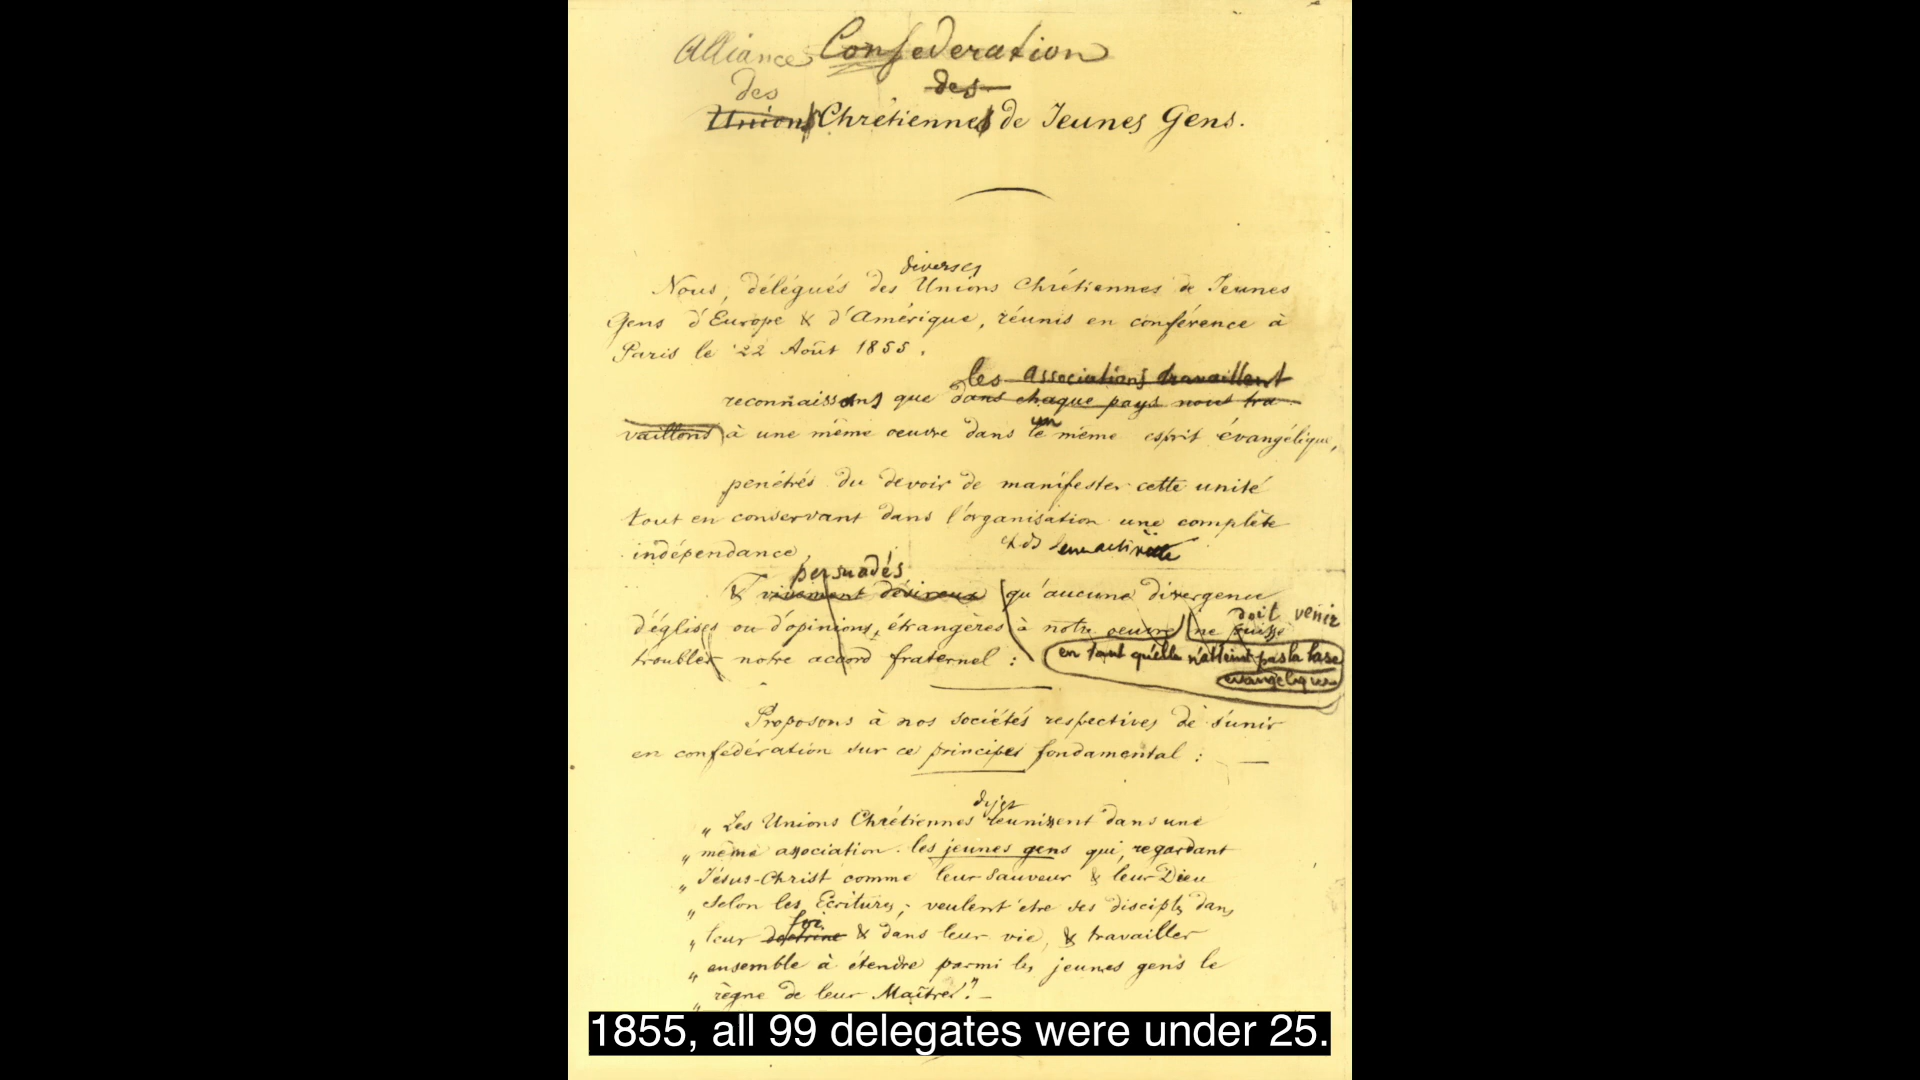 Alliance Confederation
des des
Unions Chrétiennes de Jeunes Gens.
diverses
Nous, délégués des Unions Chrétiennes de Jeunes
Gens d'Europe & d'Amérique, réunis en conférence à
Paris le 22 Août 1855.
les associations travaillent
reconnaissans que dans chaque pays nous tra
vaillons à une même oeuvre dans le même esprit évangélique,
un
penétrés du devoir de manifester cette unité
tout en conservant dans l'organisation une complète
indépendance,
persuadés
& vivement désireux qu'aucune divergence
doit venir
d'églises ou d'opinions, étrangères à notre oeuvre ne puisse
troubler notre accord fraternel :
en tant qu'elle n'atteint pas la base
evangelique
Proposons à nos sociétés respectives de s'unir
en confédération sur ce principes fondamental :
„ Les Unions Chrétiennes réunissent dans une
„ même association les jeunes gens qui, regardant
„ Jésus-Christ comme leur Sauveur & leur Dieu
„ selon les Ecritures, veulent être ses disciples dans
foi
„ leur doctrine & dans leur vie, & travailler
„ ensemble à étendre parmi les jeunes gens le
„ règne de leur Maître."
1855, all 99 delegates were under 25.